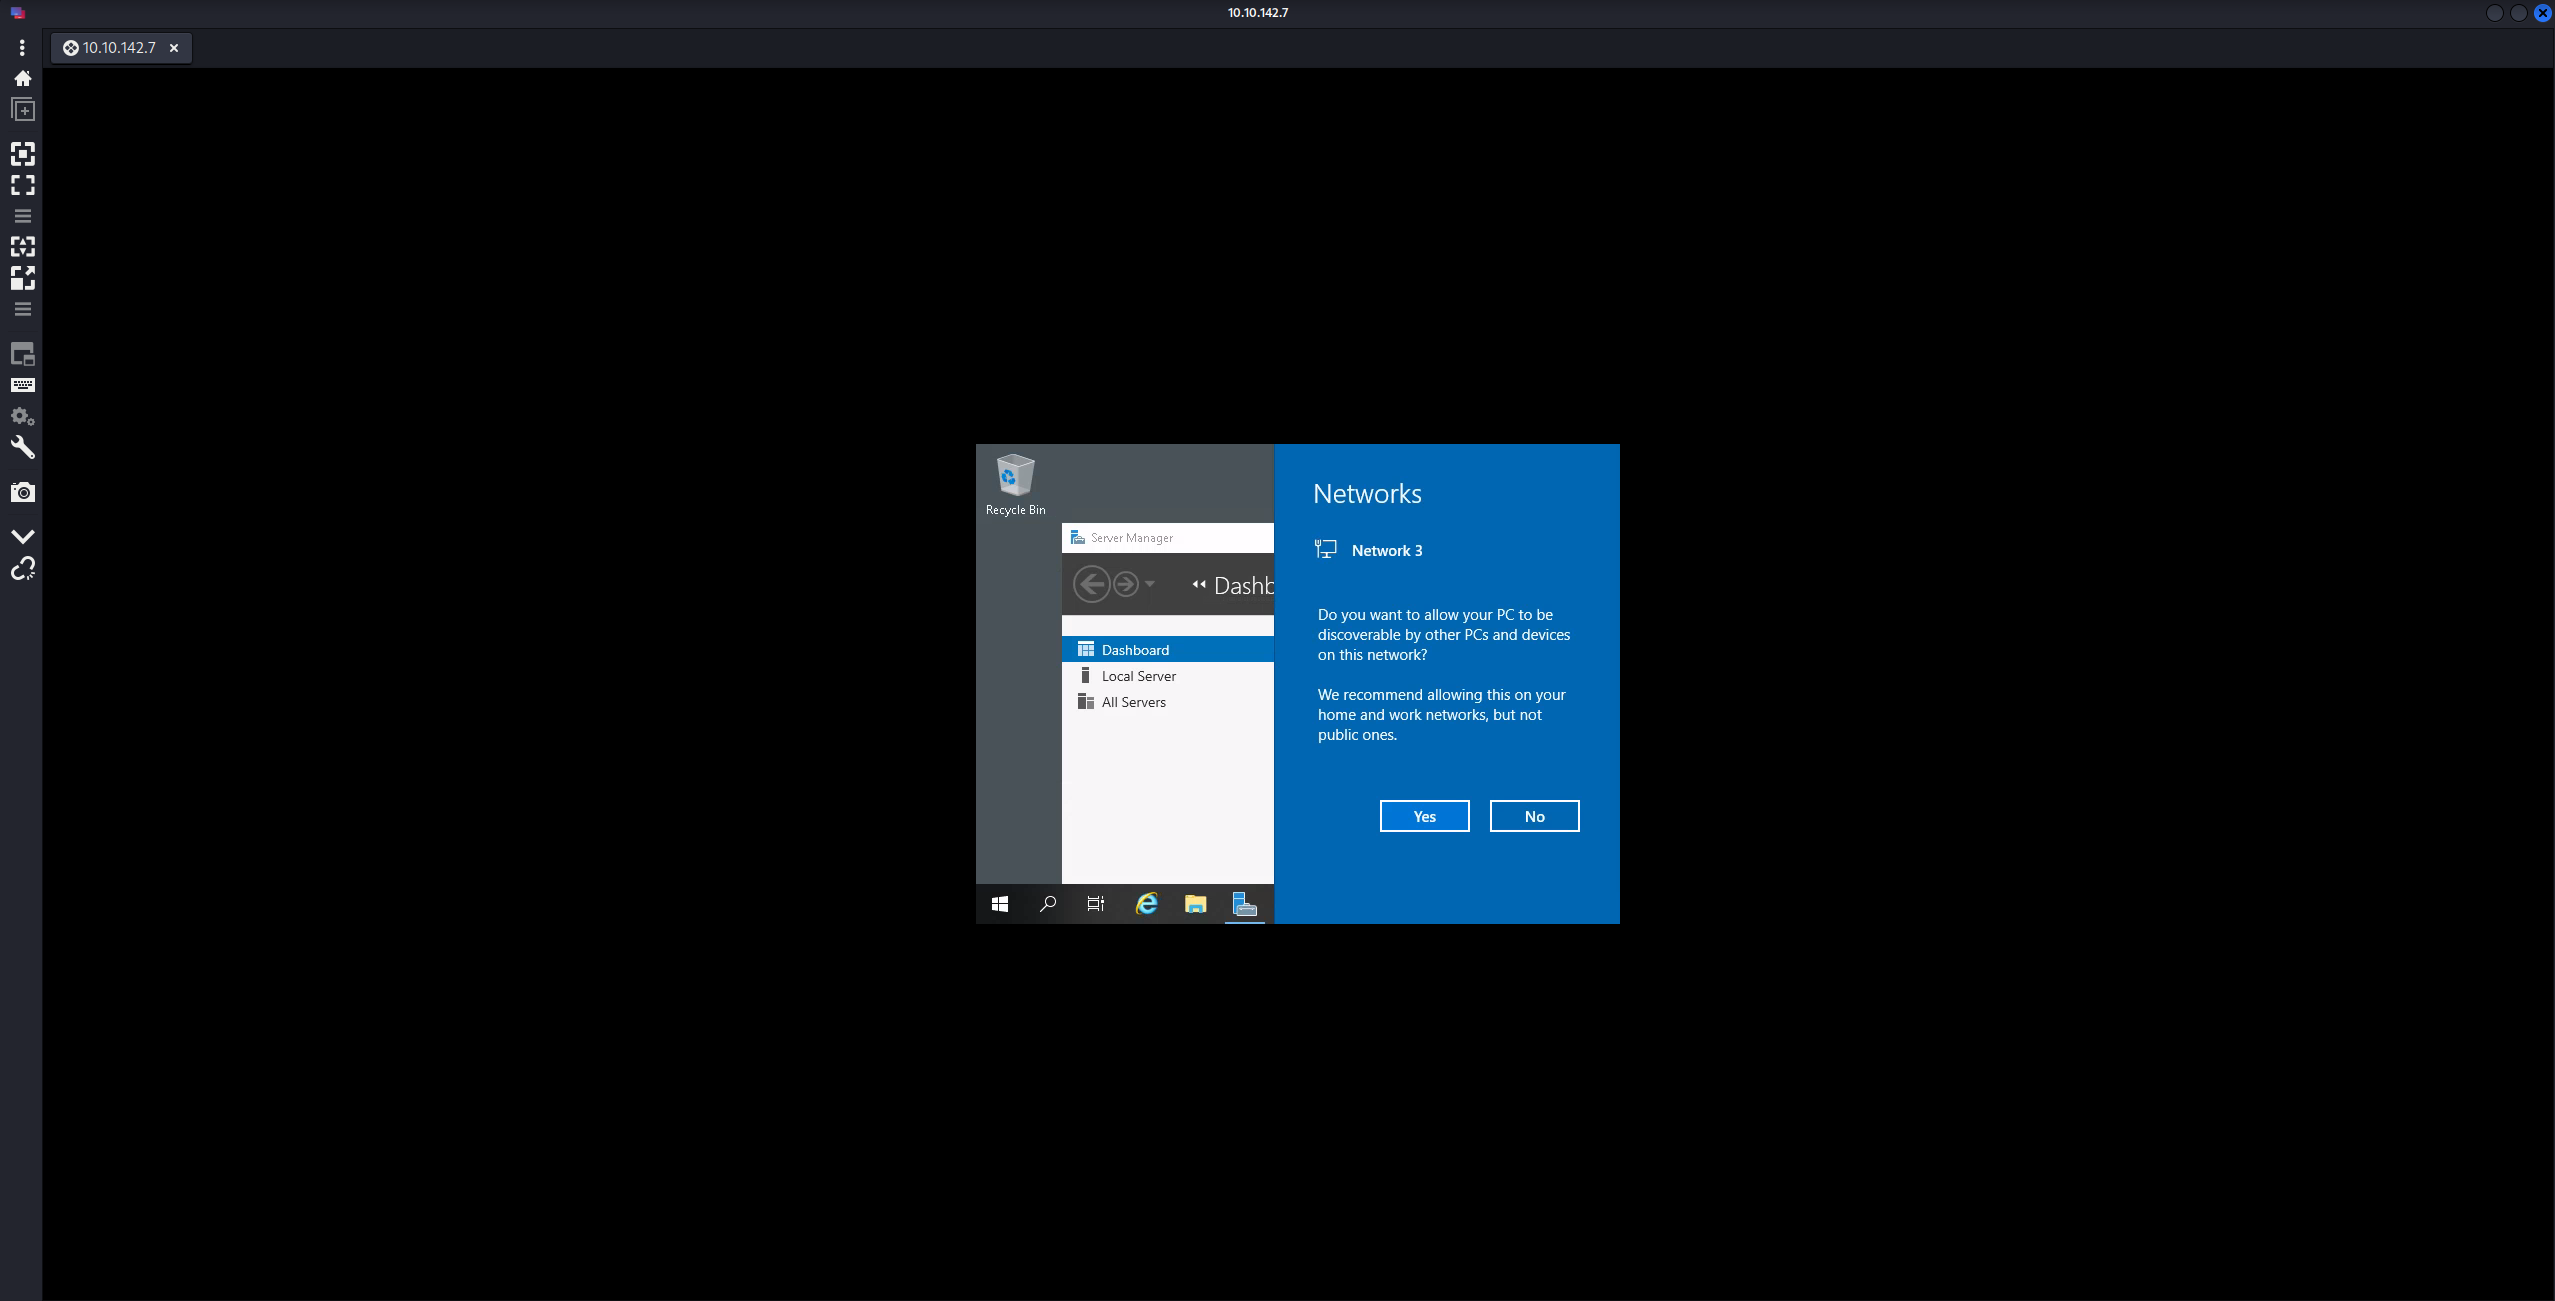 10.10.142.7
10.10.142.7
Recycle Bin
Server Manager
Dashb
Dashboard
Local Server
All Servers
Networks
Network 3
Do you want to allow your PC to be
discoverable by other PCs and devices
on this network?
We recommend allowing this on your
home and work networks, but not
public ones.
Yes
No